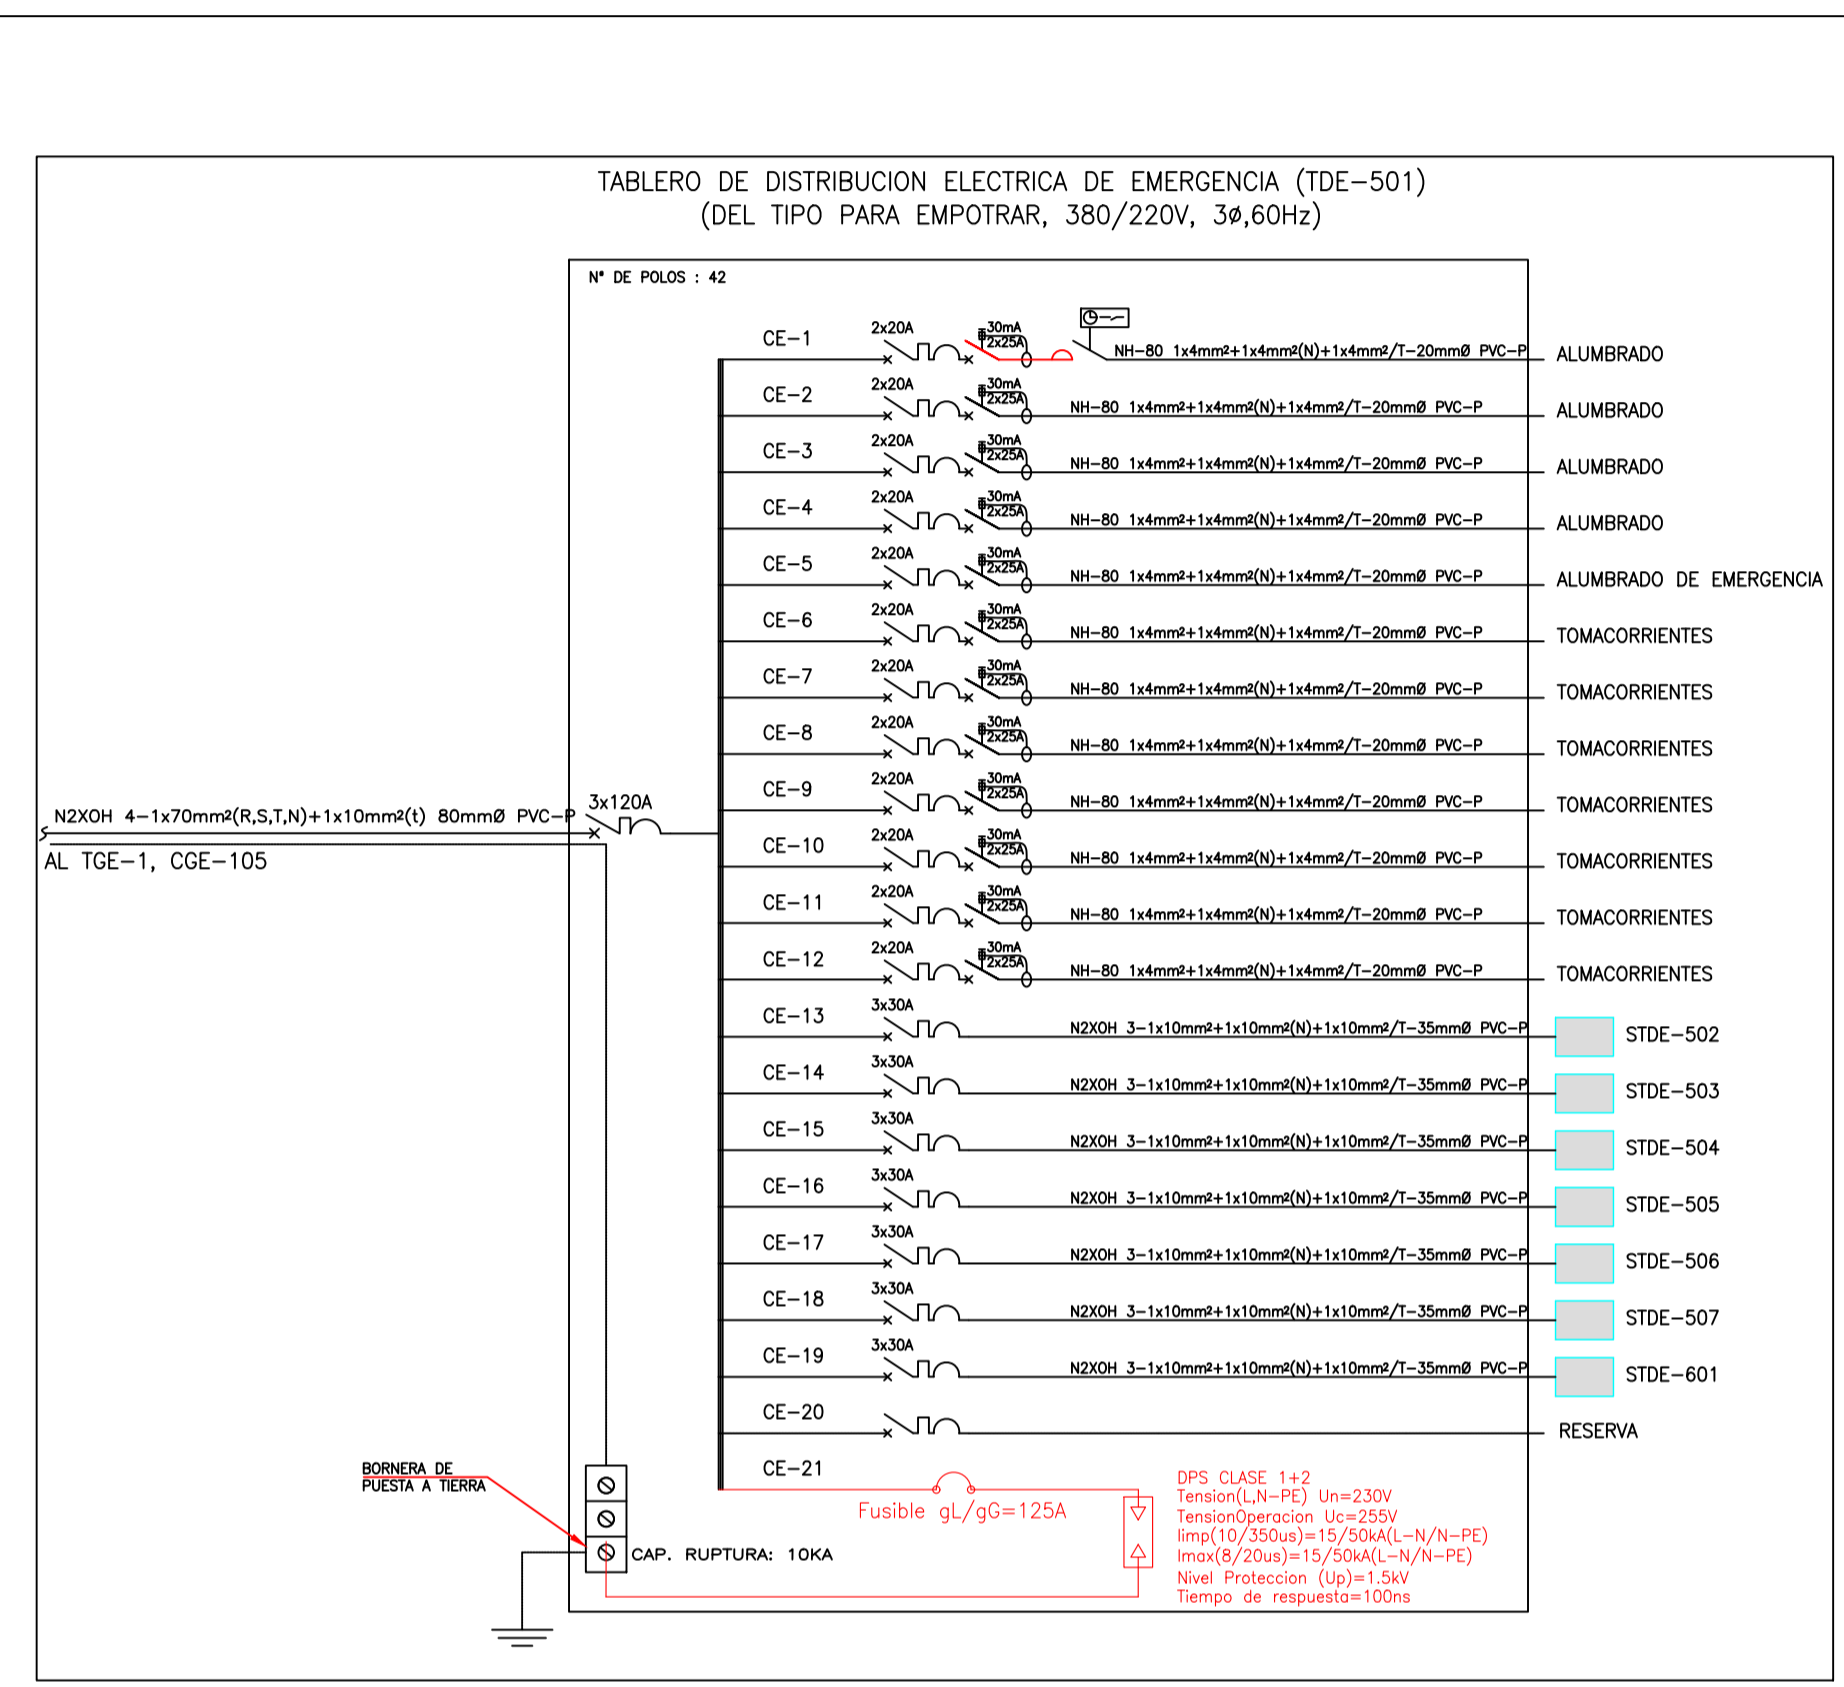 TABLERO DE DISTRIBUCION ELECTRICA DE EMERGENCIA (TDE-501)
(DEL TIPO PARA EMPOTRAR, 380/220V, 3ø,60Hz)
N° DE POLOS : 42
CE-1 2x20A 30mA 2x25A NH-80 1x4mm²+1x4mm²(N)+1x4mm²/T-20mmØ PVC-P ALUMBRADO
CE-2 2x20A 30mA 2x25A NH-80 1x4mm²+1x4mm²(N)+1x4mm²/T-20mmØ PVC-P ALUMBRADO
CE-3 2x20A 30mA 2x25A NH-80 1x4mm²+1x4mm²(N)+1x4mm²/T-20mmØ PVC-P ALUMBRADO
CE-4 2x20A 30mA 2x25A NH-80 1x4mm²+1x4mm²(N)+1x4mm²/T-20mmØ PVC-P ALUMBRADO
CE-5 2x20A 30mA 2x25A NH-80 1x4mm²+1x4mm²(N)+1x4mm²/T-20mmØ PVC-P ALUMBRADO DE EMERGENCIA
CE-6 2x20A 30mA 2x25A NH-80 1x4mm²+1x4mm²(N)+1x4mm²/T-20mmØ PVC-P TOMACORRIENTES
CE-7 2x20A 30mA 2x25A NH-80 1x4mm²+1x4mm²(N)+1x4mm²/T-20mmØ PVC-P TOMACORRIENTES
CE-8 2x20A 30mA 2x25A NH-80 1x4mm²+1x4mm²(N)+1x4mm²/T-20mmØ PVC-P TOMACORRIENTES
CE-9 2x20A 30mA 2x25A NH-80 1x4mm²+1x4mm²(N)+1x4mm²/T-20mmØ PVC-P TOMACORRIENTES
N2XOH 4-1x70mm²(R,S,T,N)+1x10mm²(t) 80mmØ PVC-P 3x120A
AL TGE-1, CGE-105
CE-10 2x20A 30mA 2x25A NH-80 1x4mm²+1x4mm²(N)+1x4mm²/T-20mmØ PVC-P TOMACORRIENTES
CE-11 2x20A 30mA 2x25A NH-80 1x4mm²+1x4mm²(N)+1x4mm²/T-20mmØ PVC-P TOMACORRIENTES
CE-12 2x20A 30mA 2x25A NH-80 1x4mm²+1x4mm²(N)+1x4mm²/T-20mmØ PVC-P TOMACORRIENTES
CE-13 3x30A N2XOH 3-1x10mm²+1x10mm²(N)+1x10mm²/T-35mmØ PVC-P STDE-502
CE-14 3x30A N2XOH 3-1x10mm²+1x10mm²(N)+1x10mm²/T-35mmØ PVC-P STDE-503
CE-15 3x30A N2XOH 3-1x10mm²+1x10mm²(N)+1x10mm²/T-35mmØ PVC-P STDE-504
CE-16 3x30A N2XOH 3-1x10mm²+1x10mm²(N)+1x10mm²/T-35mmØ PVC-P STDE-505
CE-17 3x30A N2XOH 3-1x10mm²+1x10mm²(N)+1x10mm²/T-35mmØ PVC-P STDE-506
CE-18 3x30A N2XOH 3-1x10mm²+1x10mm²(N)+1x10mm²/T-35mmØ PVC-P STDE-507
CE-19 3x30A N2XOH 3-1x10mm²+1x10mm²(N)+1x10mm²/T-35mmØ PVC-P STDE-601
CE-20 RESERVA
CE-21
Fusible gL/gG=125A
BORNERA DE
PUESTA A TIERRA
CAP. RUPTURA: 10KA
DPS CLASE 1+2
Tension(L,N-PE) Un=230V
TensionOperacion Uc=255V
Iimp(10/350us)=15/50kA(L-N/N-PE)
Imax(8/20us)=15/50kA(L-N/N-PE)
Nivel Proteccion (Up)=1.5kV
Tiempo de respuesta=100ns